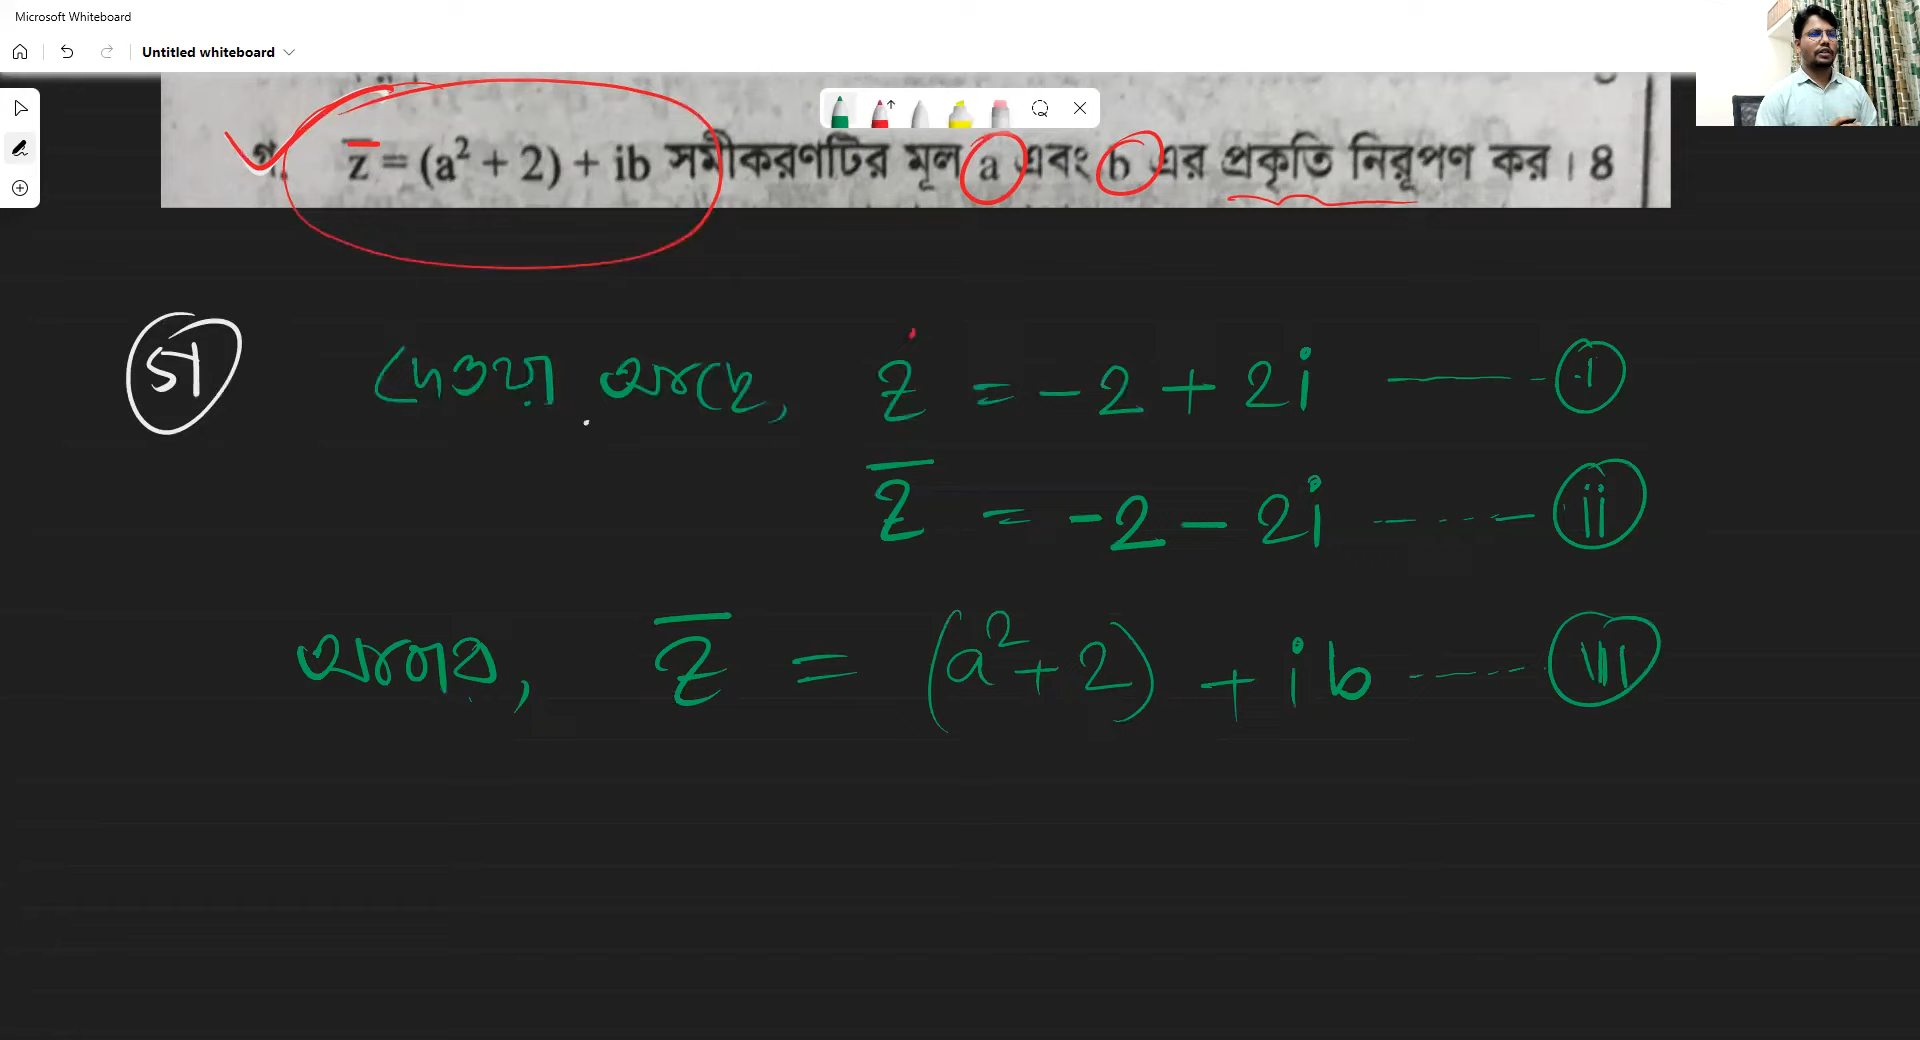 Microsoft Whiteboard
Untitled whiteboard
গ. z̅ = (a² + 2) + ib সমীকরণটির মূল a এবং b এর প্রকৃতি নিরূপণ কর। 8
গ
দেওয়া আছে, z = -2 + 2i ---- (i)
z̅ = -2 - 2i ---- (ii)
আবার, z̅ = (a² + 2) + ib ---- (iii)